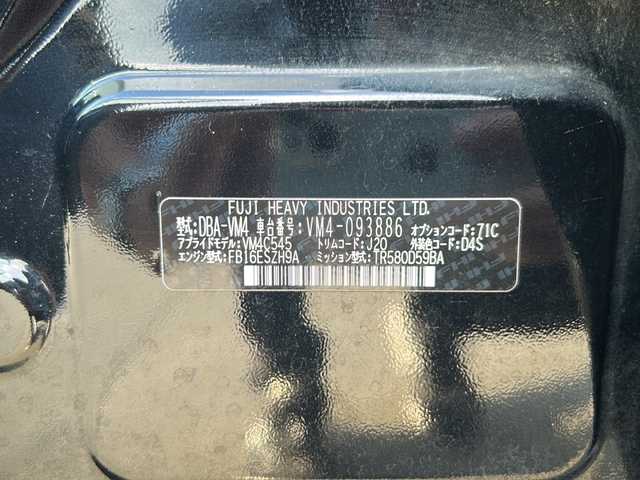 FUJI HEAVY INDUSTRIES LTD.
型式: DBA-VM4 車台番号: VM4-093886 オプションコード: 7IC
アプライドモデル: VM4C545 トリムコード: J20 外装色コード: D4S
エンジン型式: FB16ESZH9A ミッション型式: TR580D59BA